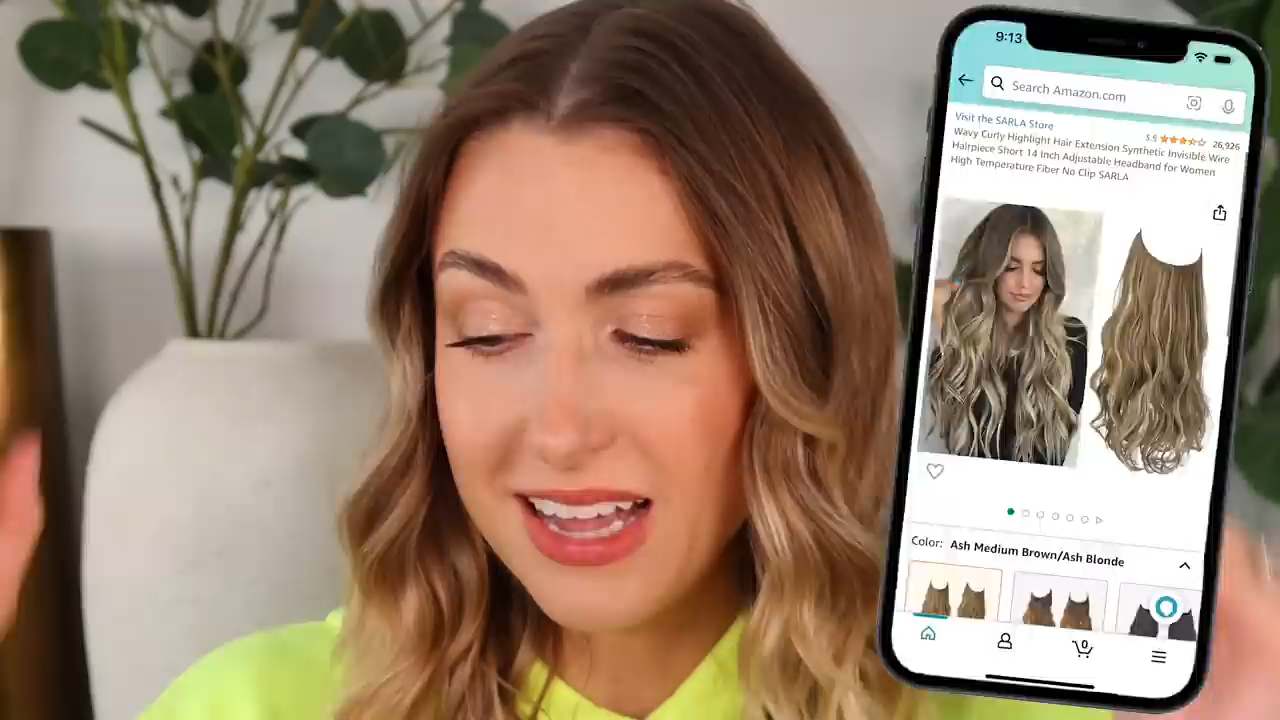 9:13
Search Amazon.com
Visit the SARLA Store
3.9 26,926
Wavy Curly Highlight Hair Extension Synthetic Invisible Wire
Hairpiece Short 14 Inch Adjustable Headband for Women
High Temperature Fiber No Clip SARLA
Color: Ash Medium Brown/Ash Blonde
0